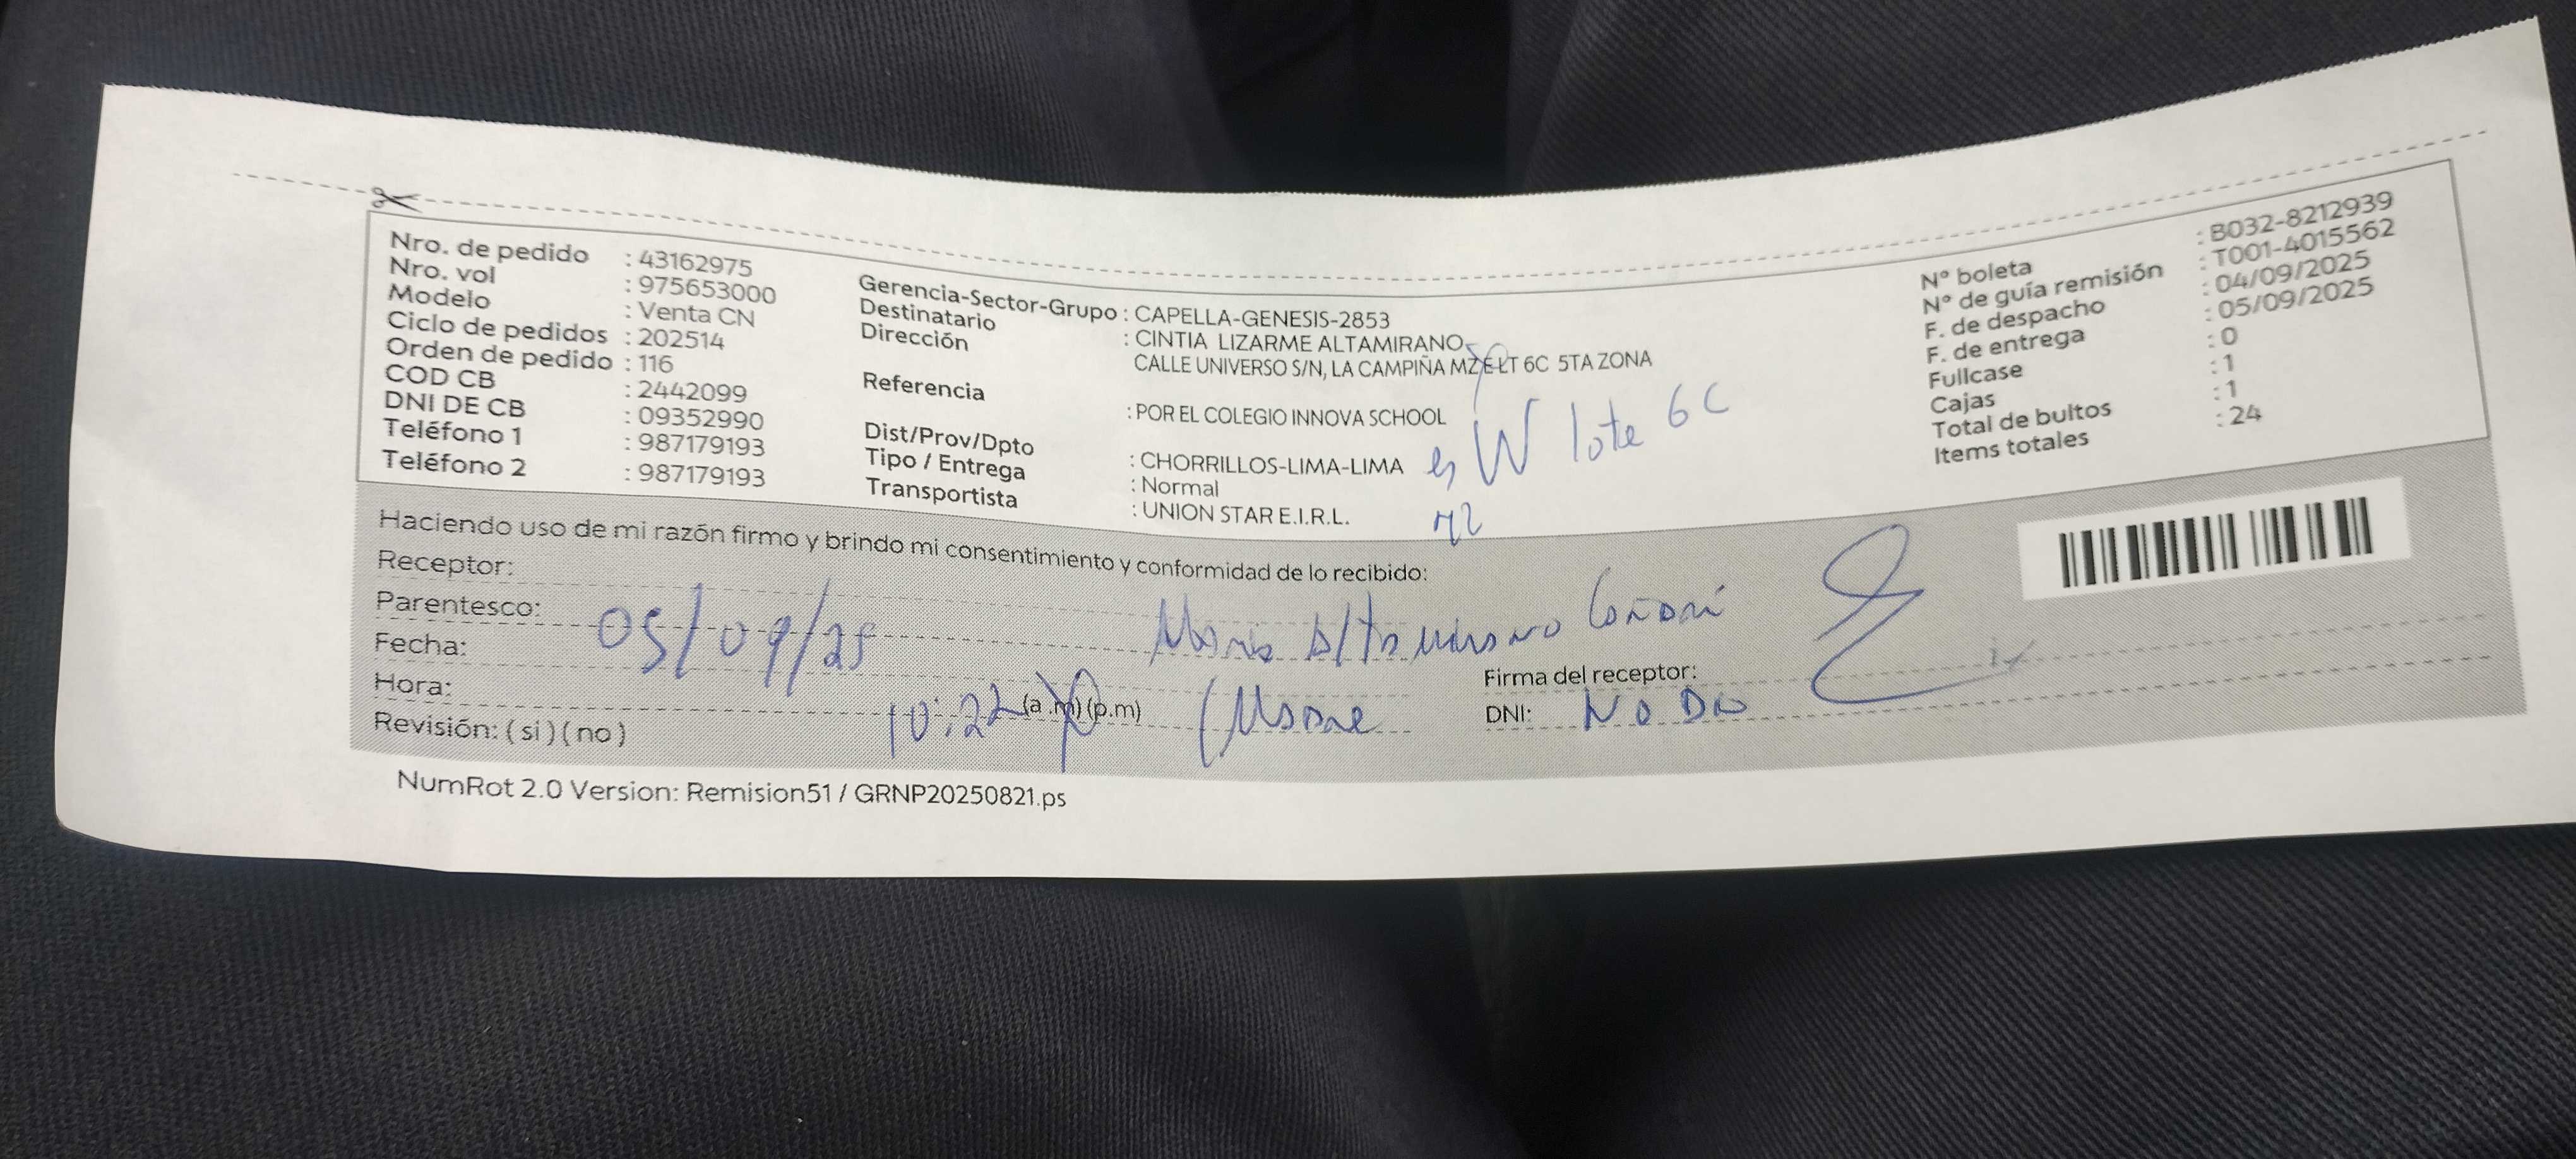 Nro. de pedido : 43162975
Nro. vol : 975653000
Modelo : Venta CN
Ciclo de pedidos : 202514
Orden de pedido : 116
COD CB : 2442099
DNI DE CB : 09352990
Teléfono 1 : 987179193
Teléfono 2 : 987179193
Gerencia-Sector-Grupo : CAPELLA-GENESIS-2853
Destinatario : CINTIA LIZARME ALTAMIRANO
Dirección CALLE UNIVERSO S/N, LA CAMPIÑA MZ E LT 6C 5TA ZONA
Referencia : POR EL COLEGIO INNOVA SCHOOL
es W lote 6C
Dist/Prov/Dpto : CHORRILLOS-LIMA-LIMA
Tipo / Entrega : Normal
Transportista : UNION STAR E.I.R.L.
Mz
N° boleta : B032-8212939
N° de guía remisión : T001-4015562
F. de despacho : 04/09/2025
F. de entrega : 05/09/2025
Fullcase : 0
Cajas : 1
Total de bultos : 1
Items totales : 24
Haciendo uso de mi razón firmo y brindo mi consentimiento y conformidad de lo recibido:
Receptor:
Parentesco:
Fecha: 05/09/25
Hora: 10:22 (a.m) (p.m)
Revisión: ( si ) ( no )
Altamirano
(Madre
Firma del receptor:
DNI: No Dio
NumRot 2.0 Version: Remision51 / GRNP20250821.ps